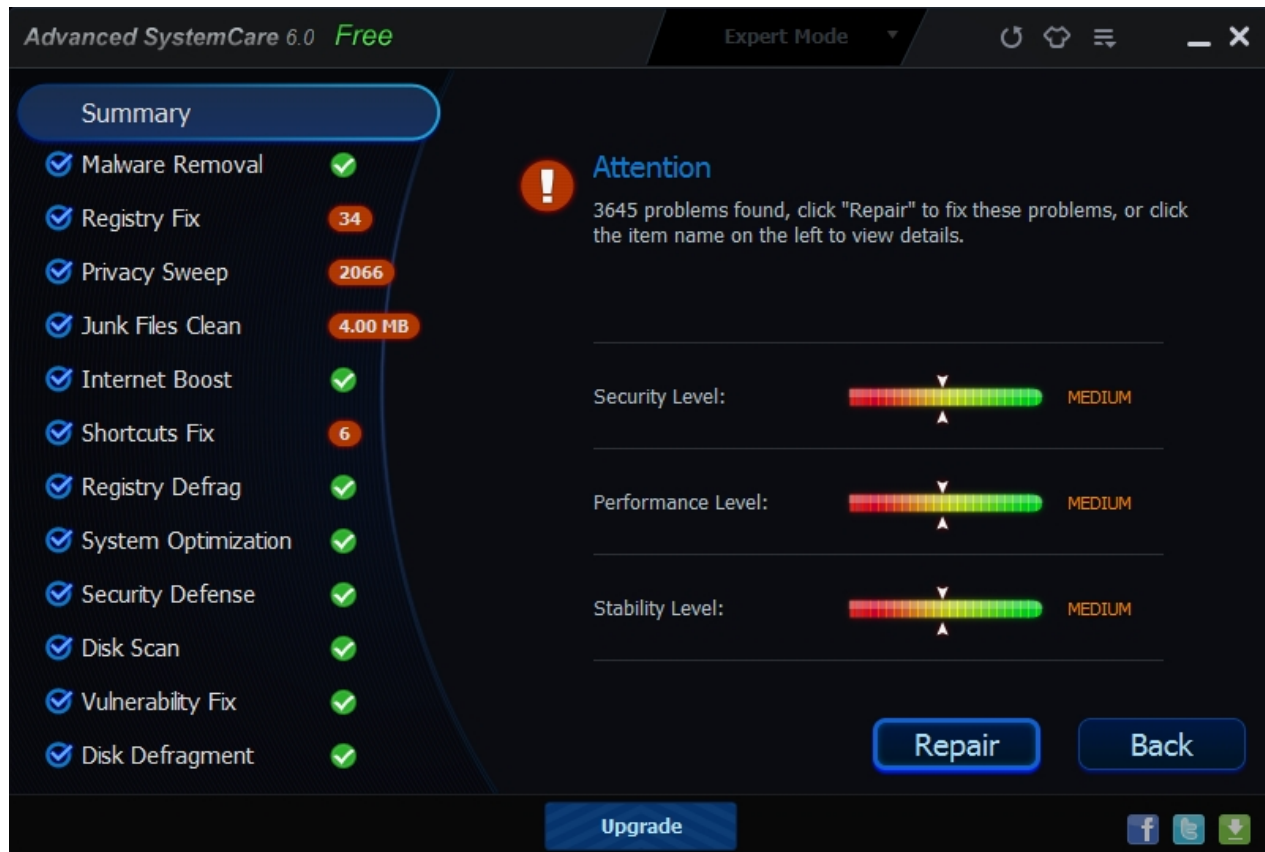 Advanced SystemCare 6.0 Free
Expert Mode
Summary
Malware Removal
Registry Fix 34
Privacy Sweep 2066
Junk Files Clean 4.00 MB
Internet Boost
Shortcuts Fix 6
Registry Defrag
System Optimization
Security Defense
Disk Scan
Vulnerability Fix
Disk Defragment
Attention
3645 problems found, click "Repair" to fix these problems, or click
the item name on the left to view details.
Security Level: MEDIUM
Performance Level: MEDIUM
Stability Level: MEDIUM
Repair
Back
Upgrade